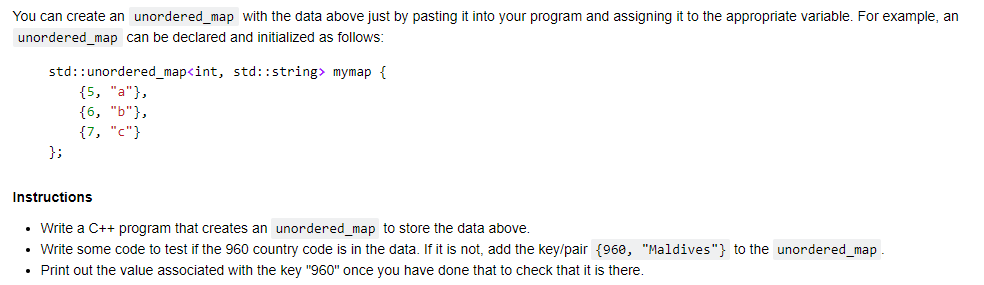 You can create an unordered_map with the data above just by pasting it into your program and assigning it to the appropriate variable. For example, an
unordered_map can be declared and initialized as follows:
std::unordered_map<int, std::string> mymap {
{5, "a"},
{6, "b"},
{7, "c"}
};
Instructions
• Write a C++ program that creates an unordered_map to store the data above.
• Write some code to test if the 960 country code is in the data. If it is not, add the key/pair {960, "Maldives"} to the unordered_map .
• Print out the value associated with the key "960" once you have done that to check that it is there.